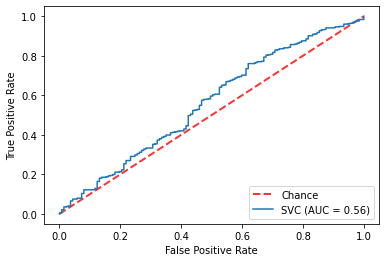 1.0
0.8
0.6
0.4
0.2
0.0
True Positive Rate
Chance
SVC (AUC = 0.56)
0.0 0.2 0.4 0.6 0.8 1.0
False Positive Rate